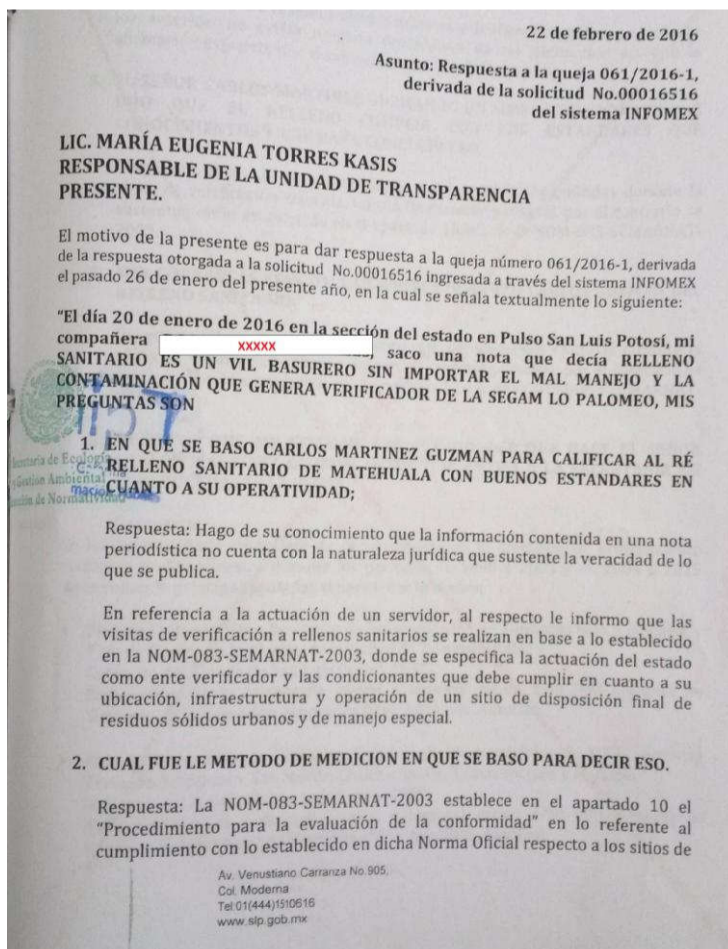 22 de febrero de 2016
Asunto: Respuesta a la queja 061/2016-1,
derivada de la solicitud No.00016516
del sistema INFOMEX
LIC. MARÍA EUGENIA TORRES KASIS
RESPONSABLE DE LA UNIDAD DE TRANSPARENCIA
PRESENTE.
El motivo de la presente es para dar respuesta a la queja número 061/2016-1, derivada
de la respuesta otorgada a la solicitud No.00016516 ingresada a través del sistema INFOMEX
el pasado 26 de enero del presente año, en la cual se señala textualmente lo siguiente:
"El día 20 de enero de 2016 en la sección del estado en Pulso San Luis Potosí, mi
compañera XXXXX, saco una nota que decía RELLENO
SANITARIO ES UN VIL BASURERO SIN IMPORTAR EL MAL MANEJO Y LA
CONTAMINACIÓN QUE GENERA VERIFICADOR DE LA SEGAM LO PALOMEO, MIS
PREGUNTAS SON
1. EN QUE SE BASO CARLOS MARTINEZ GUZMAN PARA CALIFICAR AL RÉ
Secretaría de Ecología
RELLENO SANITARIO DE MATEHUALA CON BUENOS ESTANDARES EN
y Gestión Ambiental
CUANTO A SU OPERATIVIDAD;
Dirección de Normatividad
Respuesta: Hago de su conocimiento que la información contenida en una nota
periodística no cuenta con la naturaleza jurídica que sustente la veracidad de lo
que se publica.
En referencia a la actuación de un servidor, al respecto le informo que las
visitas de verificación a rellenos sanitarios se realizan en base a lo establecido
en la NOM-083-SEMARNAT-2003, donde se especifica la actuación del estado
como ente verificador y las condicionantes que debe cumplir en cuanto a su
ubicación, infraestructura y operación de un sitio de disposición final de
residuos sólidos urbanos y de manejo especial.
2. CUAL FUE LE METODO DE MEDICION EN QUE SE BASO PARA DECIR ESO.
Respuesta: La NOM-083-SEMARNAT-2003 establece en el apartado 10 el
"Procedimiento para la evaluación de la conformidad" en lo referente al
cumplimiento con lo establecido en dicha Norma Oficial respecto a los sitios de
Av. Venustiano Carranza No.905,
Col. Moderna
Tel:01(444)1510616
www.slp.gob.mx